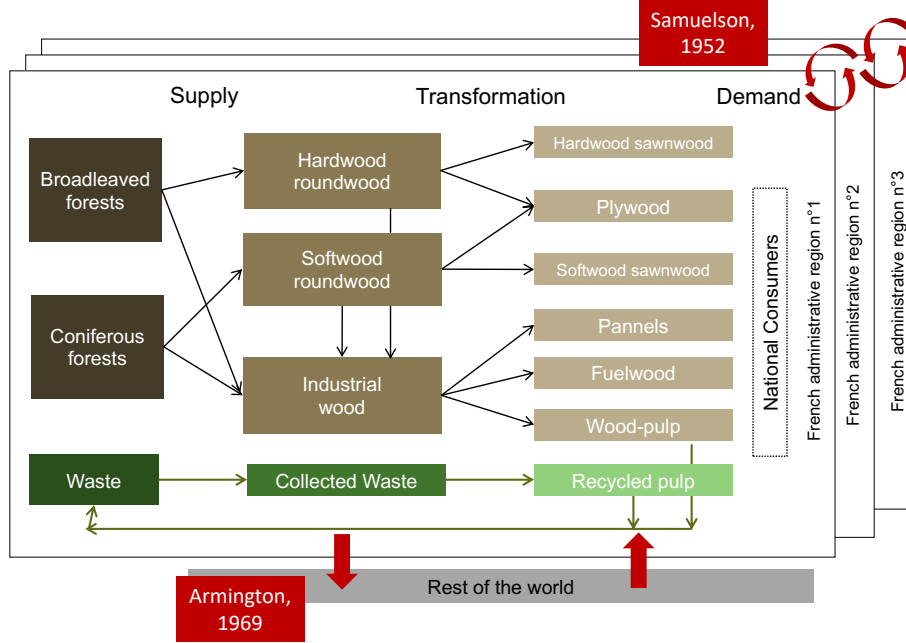 Samuelson,
1952
Supply
Transformation
Demand
Broadleaved
forests
Hardwood
roundwood
Hardwood sawnwood
Plywood
Softwood
roundwood
Softwood sawnwood
Coniferous
forests
Pannels
Industrial
wood
Fuelwood
Wood-pulp
National Consumers
French administrative region n°1
French administrative region n°2
French administrative region n°3
Waste
Collected Waste
Recycled pulp
Rest of the world
Armington,
1969